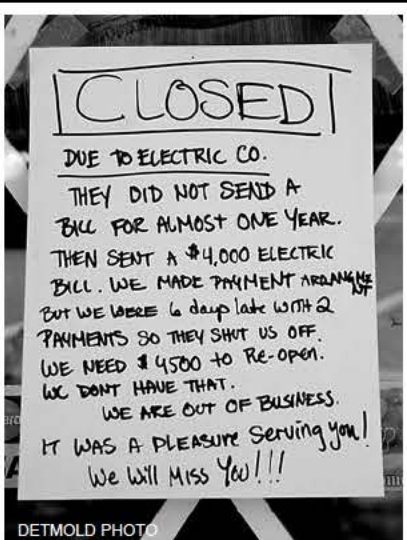 CLOSED
DUE TO ELECTRIC CO.
THEY DID NOT SEND A
BILL FOR ALMOST ONE YEAR.
THEN SENT A $4,000 ELECTRIC
BILL. WE MADE PAYMENT ARRANGMENT
BUT WE WERE 6 days late WITH 2
PAYMENTS SO THEY SHUT US OFF.
WE NEED $4500 to Re-open.
WE DONT HAVE THAT.
WE ARE OUT OF BUSINESS.
IT WAS A PLEASURE Serving you!
We Will Miss You!!!
DETMOLD PHOTO